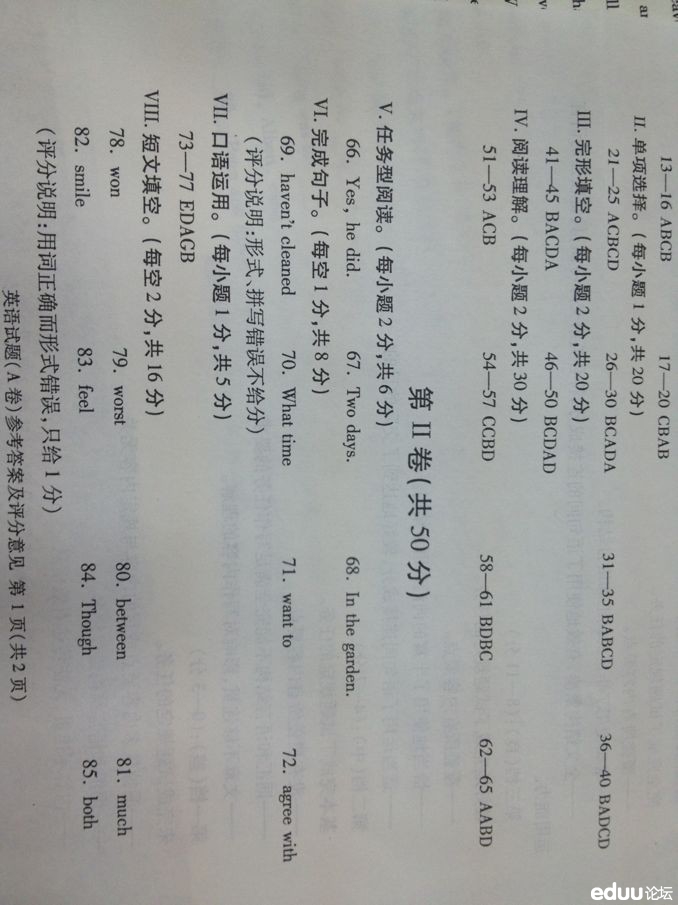 13—16 ABCB 17—20 CBAB
II. 单项选择。(每小题 1 分,共 20 分)
21—25 ACBCD 26—30 BCADA 31—35 BABCD 36—40 BADCD
III. 完形填空。(每小题 2 分,共 20 分)
41—45 BACDA 46—50 BCDAD
IV. 阅读理解。(每小题 2 分,共 30 分)
51—53 ACB 54—57 CCBD 58—61 BDBC 62—65 AABD
第 II 卷(共 50 分)
V. 任务型阅读。(每小题 2 分,共 6 分)
66. Yes, he did. 67. Two days. 68. In the garden.
VI. 完成句子。(每空 1 分,共 8 分)
69. haven't cleaned 70. What time 71. want to 72. agree with
(评分说明:形式、拼写错误不给分)
VII. 口语运用。(每小题 1 分,共 5 分)
73—77 EDAGB
VIII. 短文填空。(每空 2 分,共 16 分)
78. won 79. worst 80. between 81. much
82. smile 83. feel 84. Though 85. both
(评分说明:用词正确而形式错误,只给 1 分)
英语试题(A 卷)参考答案及评分意见 第 1 页(共 2 页)
eduu论坛